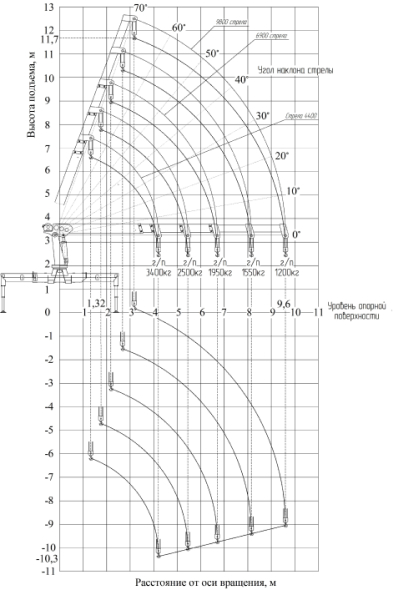 Высота подъема, м
13
12
11,7
11
10
9
8
7
6
5
4
3
2
1
0
-1
-2
-3
-4
-5
-6
-7
-8
-9
-10
-10,3
-11
70°
60°
50°
40°
30°
20°
10°
0°
9800 стрела
6900 стрела
Стрела 4400
Угол наклона стрелы
г/п 3400кг
г/п 2500кг
г/п 1950кг
г/п 1550кг
г/п 1200кг
1,32
9,6
1 2 3 4 5 6 7 8 9 10 11
Уровень опорной
поверхности
Расстояние от оси вращения, м